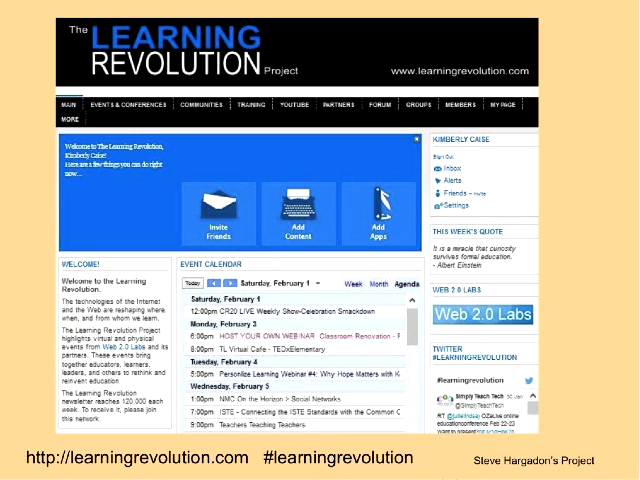 The LEARNING
REVOLUTION Project
www.learningrevolution.com
MAIN EVENTS & CONFERENCES COMMUNITIES TRAINING YOUTUBE PARTNERS FORUM GROUPS MEMBERS MY PAGE
MORE
Welcome to The Learning Revolution,
Kimberly Caise!
Here are a few things you can do right
now...
Invite
Friends
Add
Content
Add
Apps
KIMBERLY CAISE
Sign Out
Inbox
Alerts
Friends – Invite
Settings
THIS WEEK'S QUOTE
It is a miracle that curiosity
survives formal education.
- Albert Einstein
WEB 2.0 LABS
Web 2.0 Labs
TWITTER
#LEARNINGREVOLUTION
#learningrevolution
Simply Teach Tech 30 Jan
@SimplyTeachTech
RT @julielindsay OZeLive online
educationconference Feb 22-23
WELCOME!
Welcome to the Learning
Revolution.
The technologies of the Internet
and the Web are reshaping where,
when, and from whom we learn.
The Learning Revolution Project
highlights virtual and physical
events from Web 2.0 Labs and its
partners. These events bring
together educators, learners,
leaders, and others to rethink and
reinvent education
The Learning Revolution
newsletter reaches 120,000 each
week. To receive it, please join
this network.
EVENT CALENDAR
Today Saturday, February 1 Week Month Agenda
Saturday, February 1
12:00pm CR20 LIVE Weekly Show-Celebration Smackdown
Monday, February 3
6:00pm HOST YOUR OWN WEBINAR: Classroom Renovation - F
8:00pm TL Virtual Cafe - TEDxElementary
Tuesday, February 4
5:00pm Personilze Learning Webinar #4: Why Hope Matters with K
Wednesday, February 5
1:00pm NMC On the Horizon > Social Networks
7:00pm ISTE - Connecting the ISTE Standards with the Common C
9:00pm Teachers Teaching Teachers
http://learningrevolution.com #learningrevolution
Steve Hargadon's Project